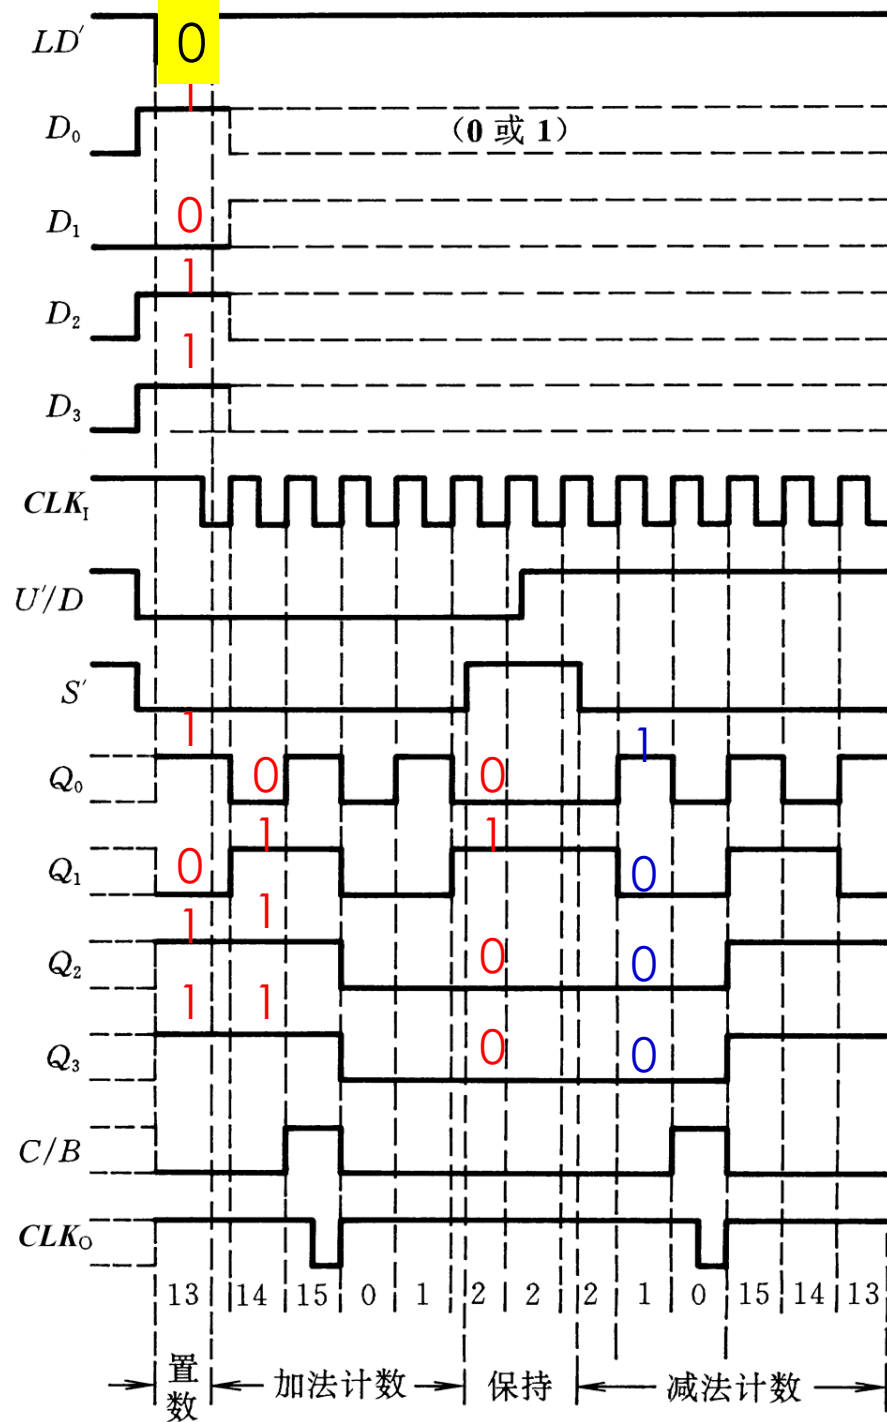 LD′ 0
1
D₀ (0 或 1)
D₁ 0
1
D₂
1
D₃
CLK_I
U′/D
S′
1 1
Q₀ 0 0
1 1
Q₁ 0 0
1 1
Q₂ 0 0
1 1
Q₃ 0 0
C/B
CLK_O
13 14 15 0 1 2 2 2 1 0 15 14 13
置数 加法计数 保持 减法计数